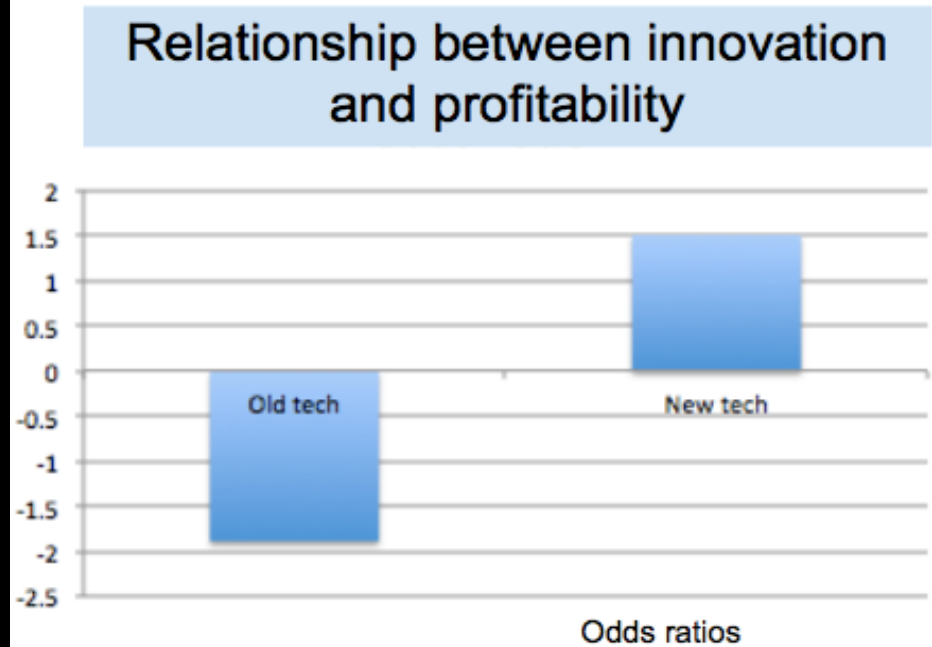 Relationship between innovation
and profitability
2
1.5
1
0.5
0
-0.5
-1
-1.5
-2
-2.5
Old tech
New tech
Odds ratios